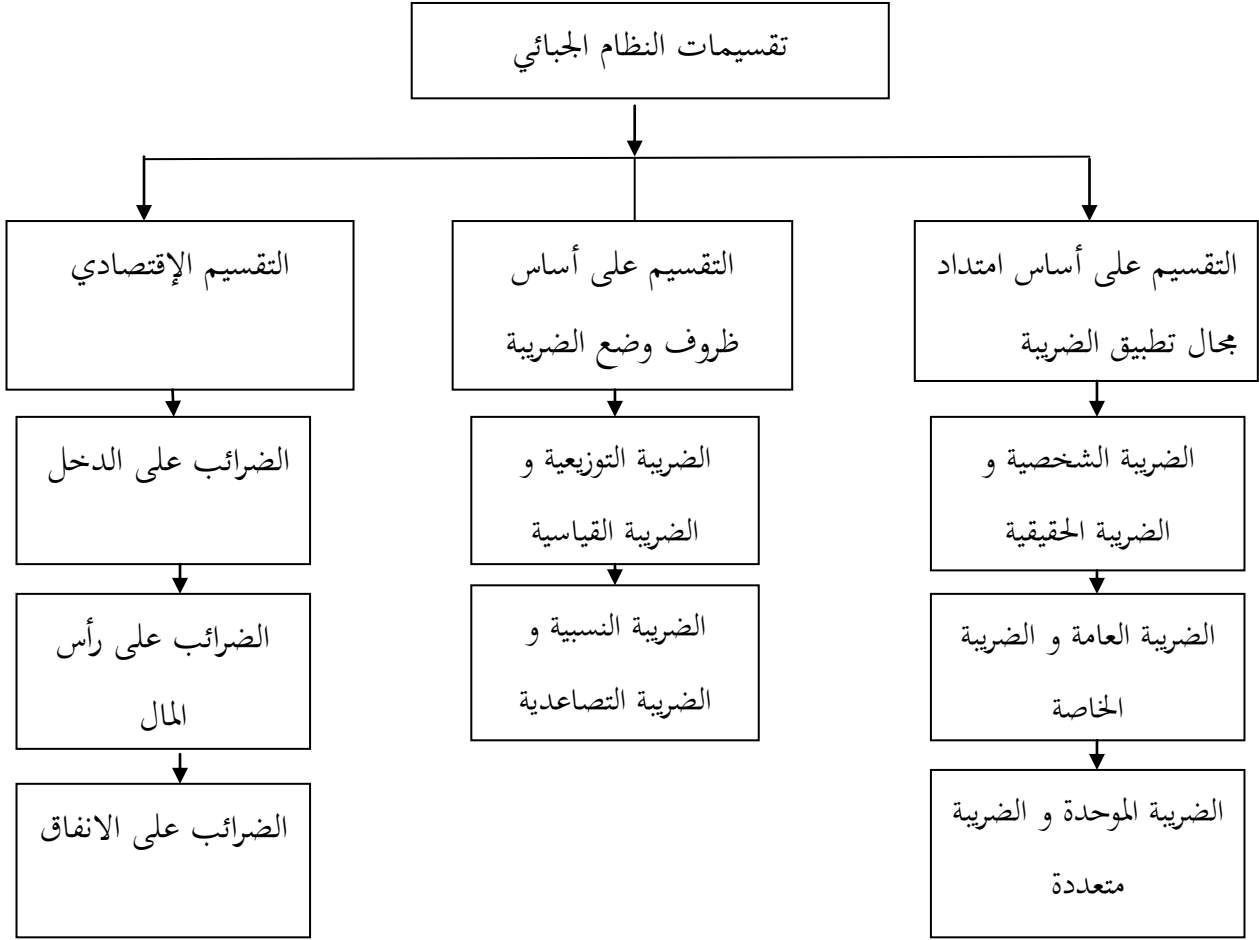 تقسيمات النظام الجبائي
التقسيم على أساس امتداد
مجال تطبيق الضريبة
التقسيم على أساس
ظروف وضع الضريبة
التقسيم الإقتصادي
الضريبة الشخصية و
الضريبة الحقيقية
الضريبة التوزيعية و
الضريبة القياسية
الضرائب على الدخل
الضريبة العامة و الضريبة
الخاصة
الضريبة النسبية و
الضريبة التصاعدية
الضرائب على رأس
المال
الضريبة الموحدة و الضريبة
متعددة
الضرائب على الانفاق